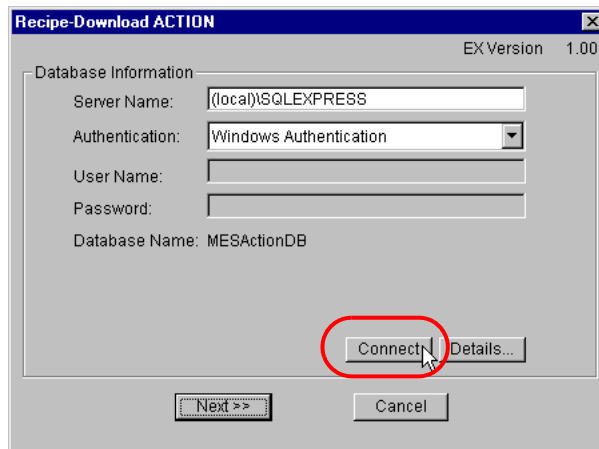 Recipe-Download ACTION
EX Version 1.00
Database Information
Server Name: (local)\SQLEXPRESS
Authentication: Windows Authentication
User Name:
Password:
Database Name: MESActionDB
Connect Details...
Next >> Cancel